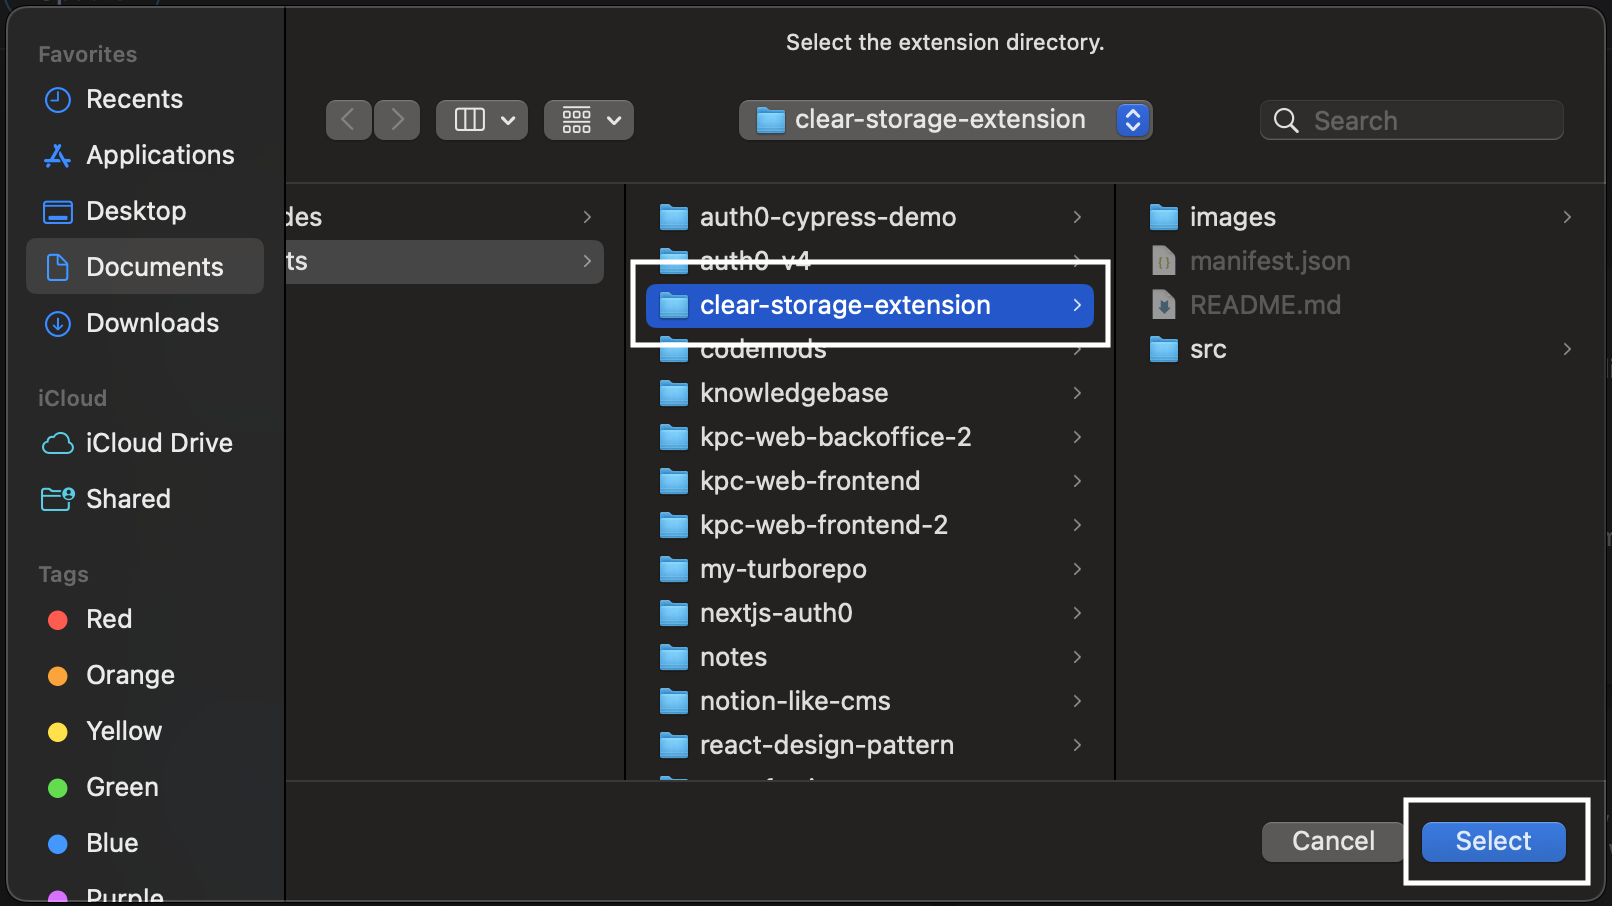 Select the extension directory.
clear-storage-extension
Search
Favorites
Recents
Applications
Desktop
Documents
Downloads
iCloud
iCloud Drive
Shared
Tags
Red
Orange
Yellow
Green
Blue
Purple
des
ts
auth0-cypress-demo
auth0-v4
clear-storage-extension
codemods
knowledgebase
kpc-web-backoffice-2
kpc-web-frontend
kpc-web-frontend-2
my-turborepo
nextjs-auth0
notes
notion-like-cms
react-design-pattern
images
manifest.json
README.md
src
Cancel
Select